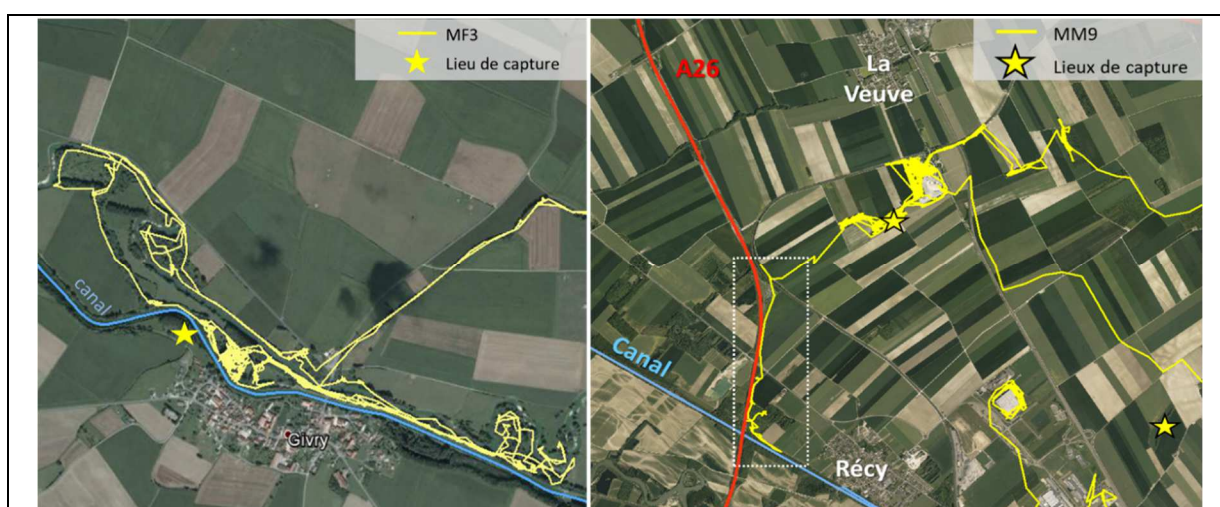 MF3
Lieu de capture
canal
Givry
MM9
Lieux de capture
A26
La
Veuve
Canal
Récy